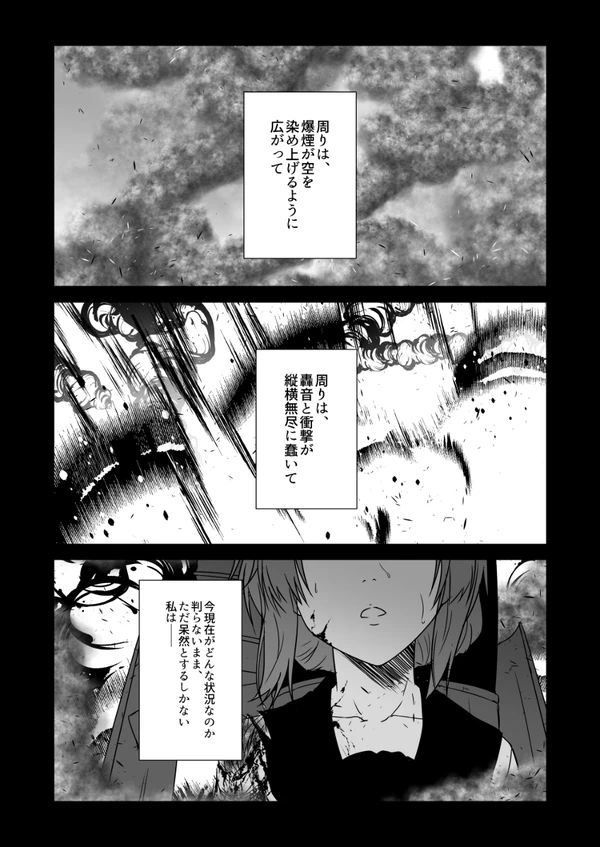 周りは、
爆煙が空を
染め上げるように
広がって
周りは、
轟音と衝撃が
縦横無尽に蠢いて
今現在がどんな状況なのか
判らないまま、
ただ呆然とするしかない
私は――